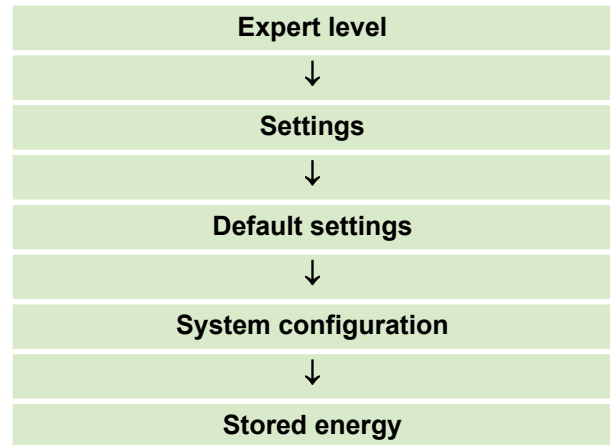 Expert level
↓
Settings
↓
Default settings
↓
System configuration
↓
Stored energy